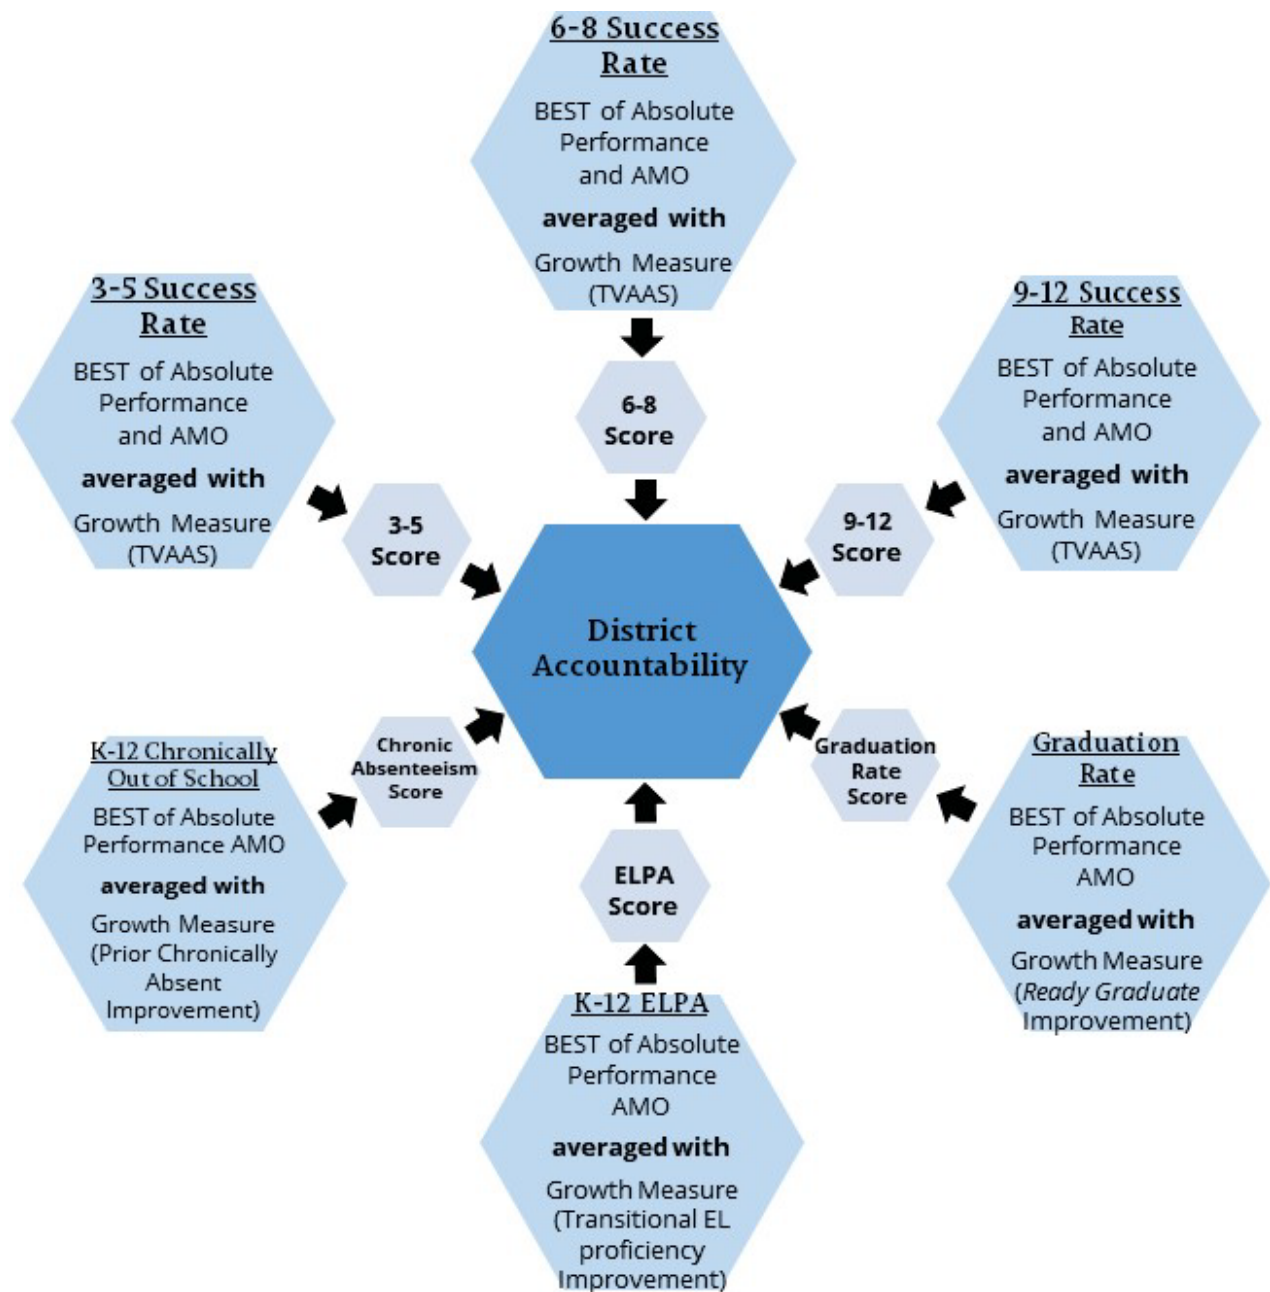 6-8 Success
Rate
BEST of Absolute
Performance
and AMO
averaged with
Growth Measure
(TVAAS)
3-5 Success
Rate
BEST of Absolute
Performance
and AMO
averaged with
Growth Measure
(TVAAS)
9-12 Success
Rate
BEST of Absolute
Performance
and AMO
averaged with
Growth Measure
(TVAAS)
6-8
Score
3-5
Score
9-12
Score
District
Accountability
K-12 Chronically
Out of School
BEST of Absolute
Performance AMO
averaged with
Growth Measure
(Prior Chronically
Absent
Improvement)
Chronic
Absenteeism
Score
Graduation
Rate
Score
Graduation
Rate
BEST of Absolute
Performance
AMO
averaged with
Growth Measure
(Ready Graduate
Improvement)
ELPA
Score
K-12 ELPA
BEST of Absolute
Performance
AMO
averaged with
Growth Measure
(Transitional EL
proficiency
Improvement)